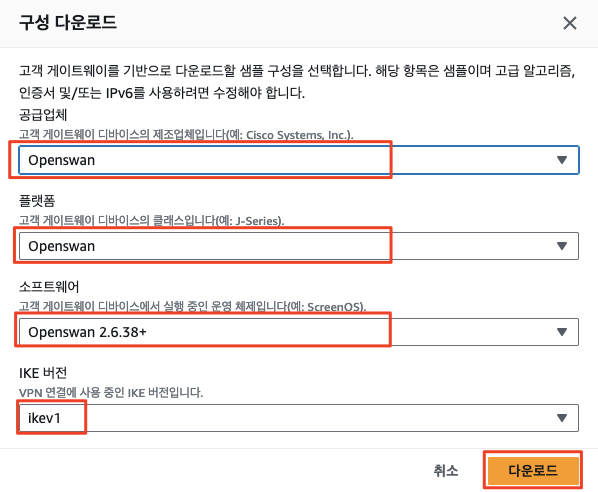 구성 다운로드
고객 게이트웨이를 기반으로 다운로드할 샘플 구성을 선택합니다. 해당 항목은 샘플이며 고급 알고리즘,
인증서 및/또는 IPv6를 사용하려면 수정해야 합니다.
공급업체
고객 게이트웨이 디바이스의 제조업체입니다(예: Cisco Systems, Inc.).
Openswan
플랫폼
고객 게이트웨이 디바이스의 클래스입니다(예: J-Series).
Openswan
소프트웨어
고객 게이트웨이 디바이스에서 실행 중인 운영 체제입니다(예: ScreenOS).
Openswan 2.6.38+
IKE 버전
VPN 연결에 사용 중인 IKE 버전입니다.
ikev1
취소 다운로드